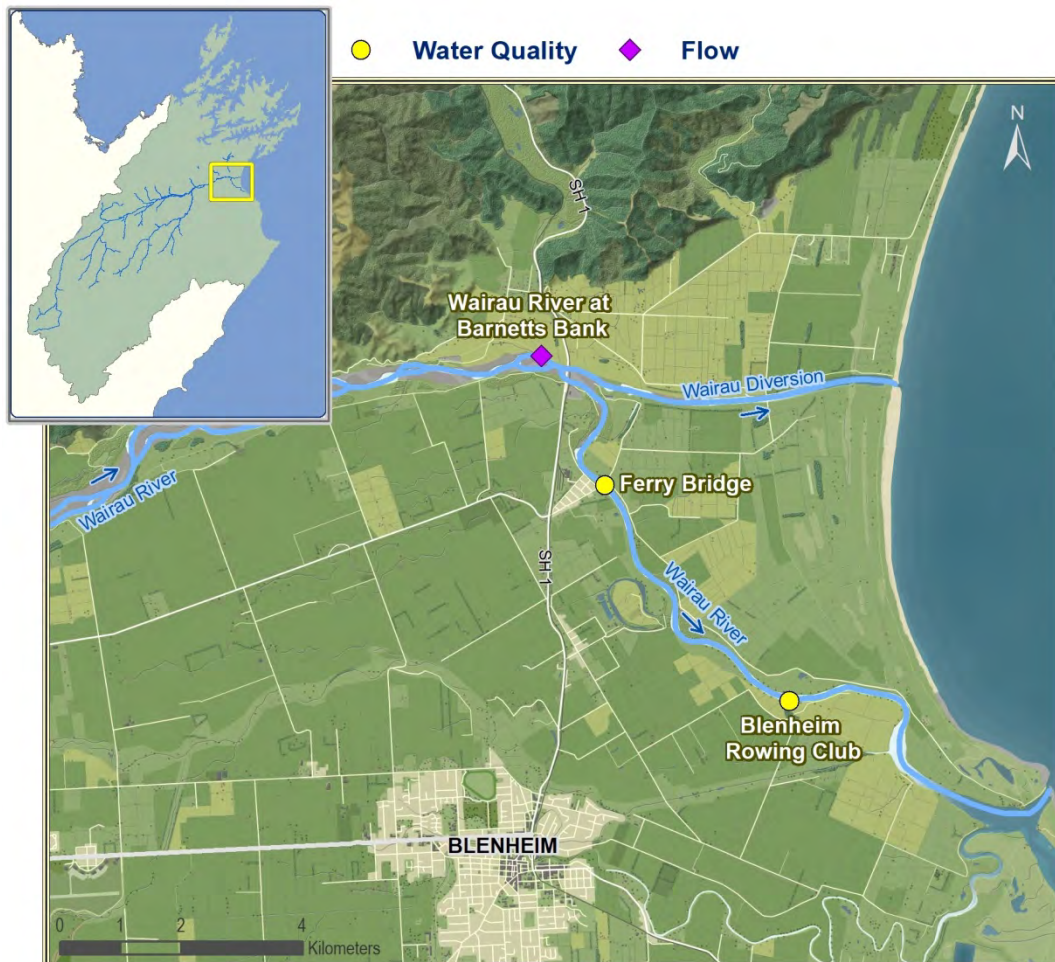 Water Quality
Flow
N
SH 1
Wairau River at
Barnetts Bank
Wairau Diversion
Wairau River
Ferry Bridge
SH 1
Wairau River
Blenheim
Rowing Club
BLENHEIM
0 1 2 4
Kilometers